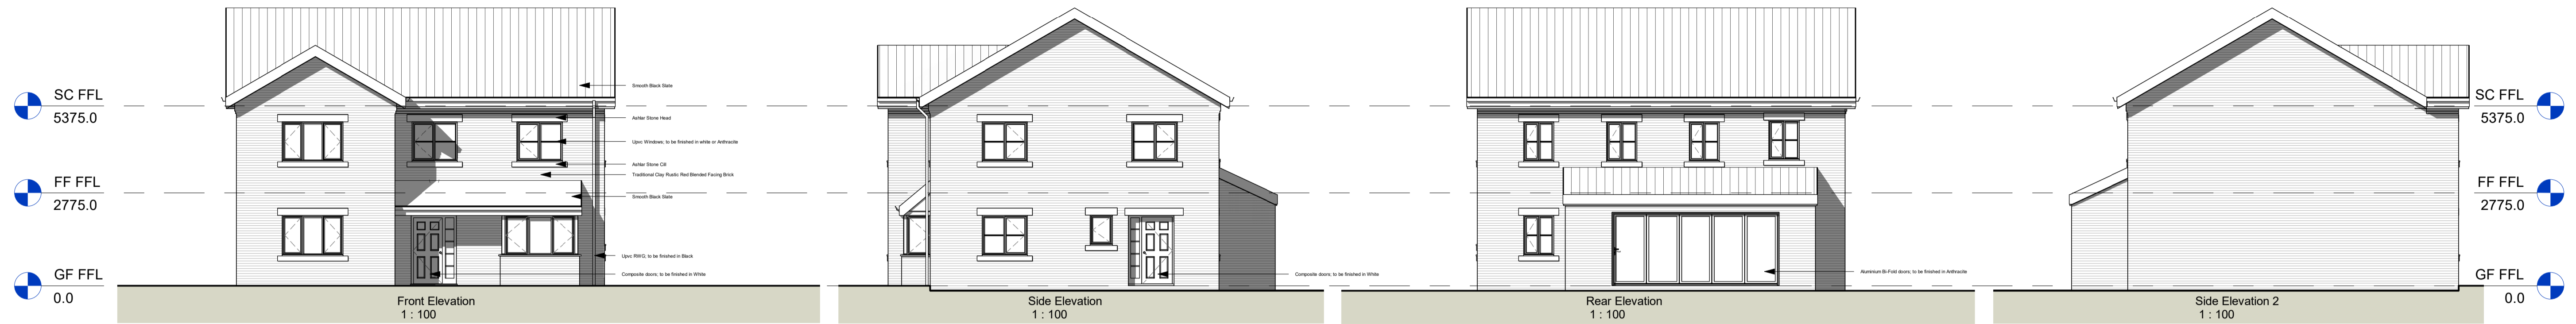 SC FFL
5375.0
FF FFL
2775.0
GF FFL
0.0
Smooth Black Slate
Ashlar Stone Head
Upvc Windows; to be finished in white or Anthracite
Ashlar Stone Cill
Traditional Clay Rustic Red Blended Facing Brick
Smooth Black Slate
Upvc RWG; to be finished in Black
Composite doors; to be finished in White
Front Elevation
1 : 100
Composite doors; to be finished in White
Side Elevation
1 : 100
Aluminium Bi-Fold doors; to be finished in Anthracite
Rear Elevation
1 : 100
Side Elevation 2
1 : 100
SC FFL
5375.0
FF FFL
2775.0
GF FFL
0.0